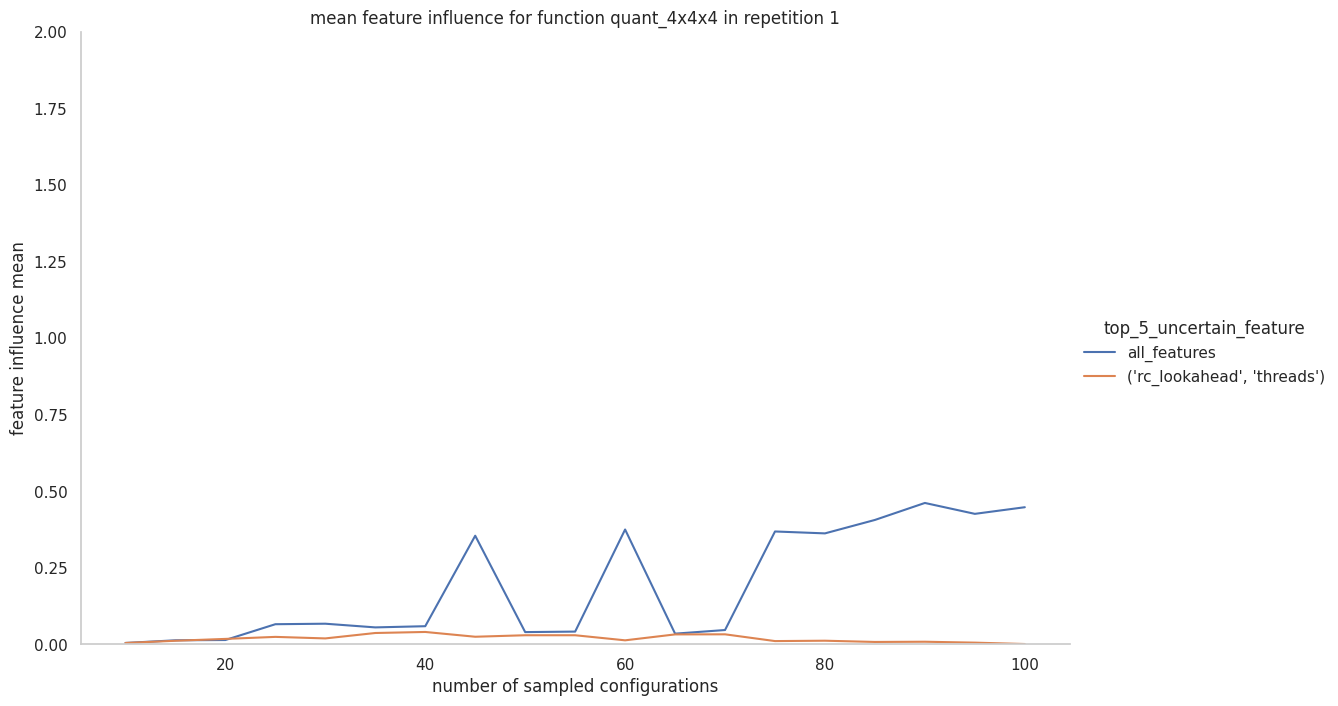 mean feature influence for function quant_4x4x4 in repetition 1
2.00
1.75
1.50
1.25
1.00
0.75
0.50
0.25
0.00
feature influence mean
20
40
60
80
100
number of sampled configurations
top_5_uncertain_feature
all_features
('rc_lookahead', 'threads')